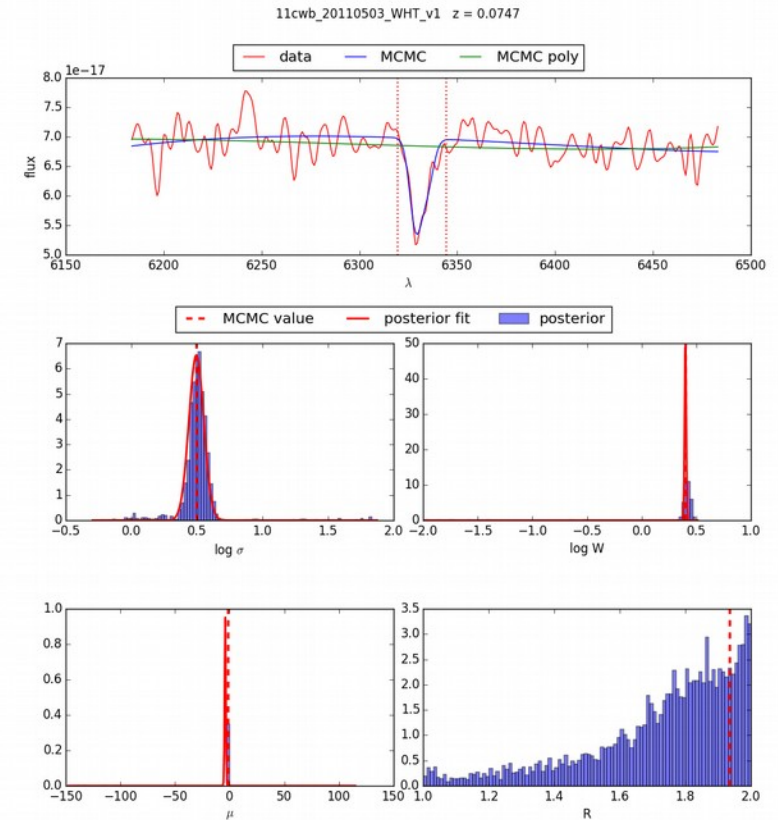 11cwb_20110503_WHT_v1 z = 0.0747
data MCMC MCMC poly
1e−17
8.0
7.5
7.0
6.5
6.0
5.5
5.0
flux
6150 6200 6250 6300 6350 6400 6450 6500
λ
MCMC value posterior fit posterior
7
6
5
4
3
2
1
0
−0.5 0.0 0.5 1.0 1.5 2.0
log σ
50
40
30
20
10
0
−2.0 −1.5 −1.0 −0.5 0.0 0.5 1.0
log W
1.0
0.8
0.6
0.4
0.2
0.0
−150 −100 −50 0 50 100 150
μ
3.5
3.0
2.5
2.0
1.5
1.0
0.5
0.0
1.0 1.2 1.4 1.6 1.8 2.0
R